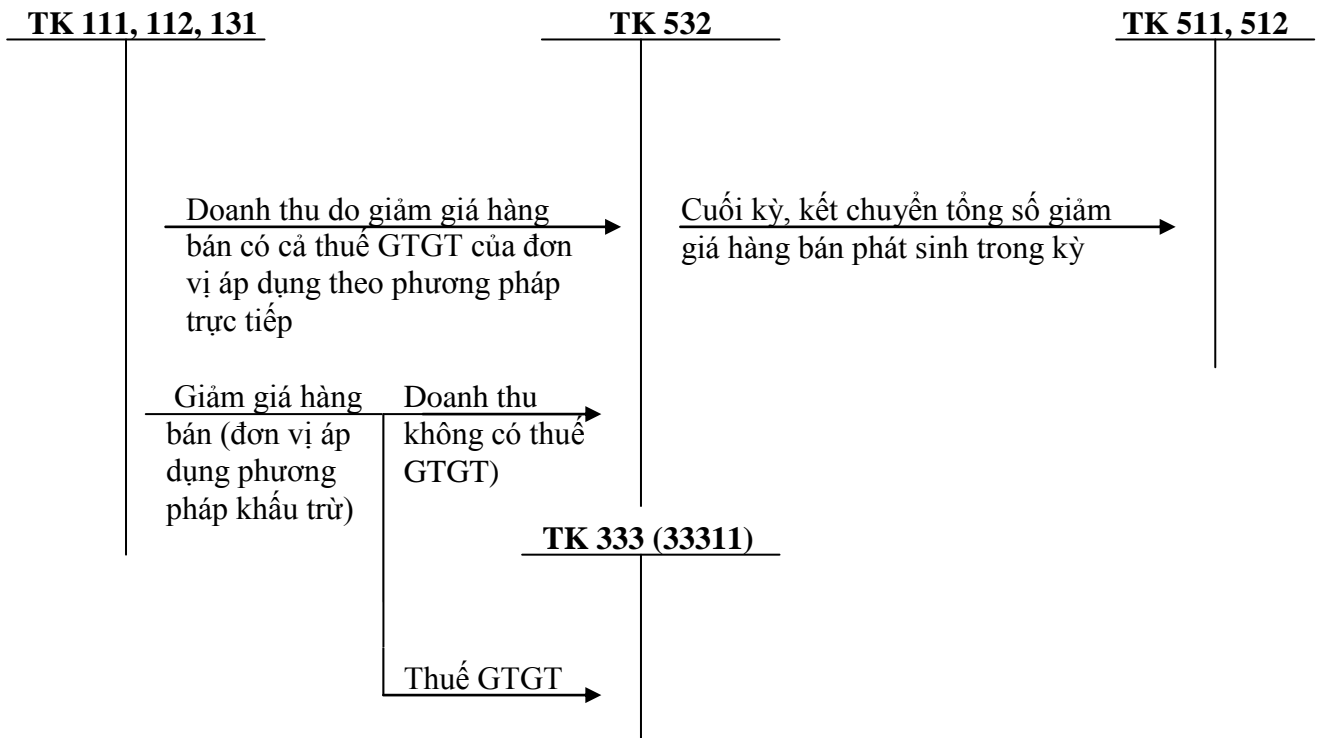 TK 111, 112, 131
TK 532
TK 511, 512
Doanh thu do giảm giá hàng
bán có cả thuế GTGT của đơn
vị áp dụng theo phương pháp
trực tiếp
Cuối kỳ, kết chuyển tổng số giảm
giá hàng bán phát sinh trong kỳ
Giảm giá hàng
bán (đơn vị áp
dụng phương
pháp khấu trừ)
Doanh thu
không có thuế
GTGT)
TK 333 (33311)
Thuế GTGT